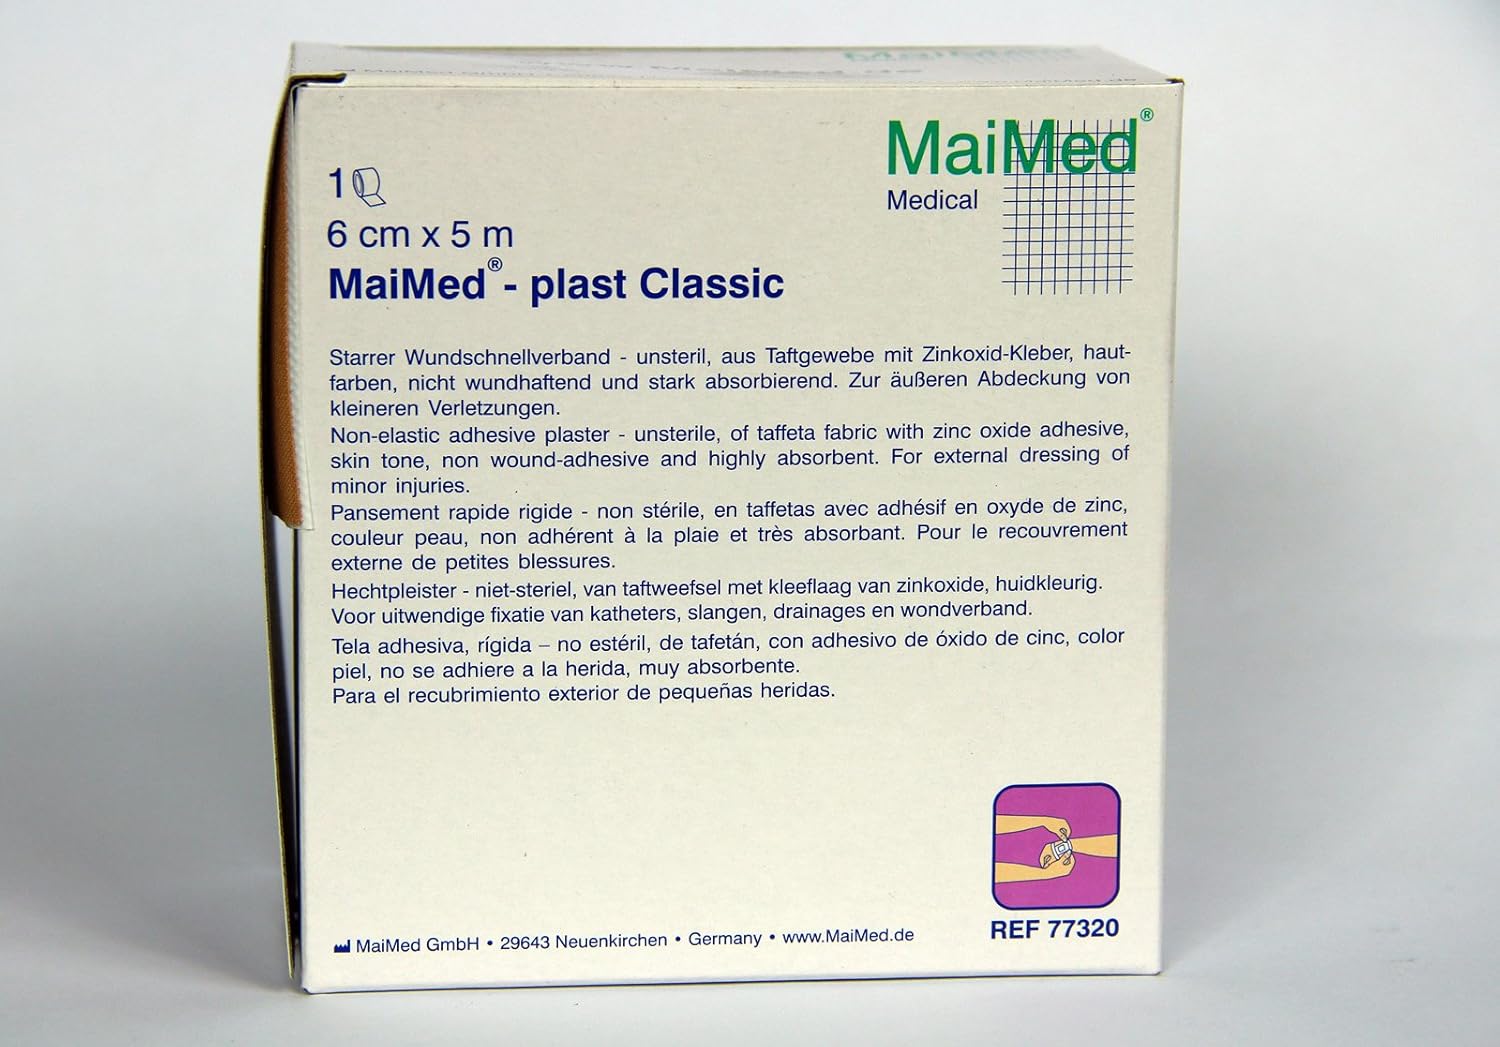 MaiMed®
Medical
1
6 cm x 5 m
MaiMed®- plast Classic
Starrer Wundschnellverband - unsteril, aus Taftgewebe mit Zinkoxid-Kleber, haut-
farben, nicht wundhaftend und stark absorbierend. Zur äußeren Abdeckung von
kleineren Verletzungen.
Non-elastic adhesive plaster - unsterile, of taffeta fabric with zinc oxide adhesive,
skin tone, non wound-adhesive and highly absorbent. For external dressing of
minor injuries.
Pansement rapide rigide - non stérile, en taffetas avec adhésif en oxyde de zinc,
couleur peau, non adhérent à la plaie et très absorbant. Pour le recouvrement
externe de petites blessures.
Hechtpleister - niet-steriel, van taftweefsel met kleeflaag van zinkoxide, huidkleurig.
Voor uitwendige fixatie van katheters, slangen, drainages en wondverband.
Tela adhesiva, rígida – no estéril, de tafetán, con adhesivo de óxido de cinc, color
piel, no se adhiere a la herida, muy absorbente.
Para el recubrimiento exterior de pequeñas heridas.
REF 77320
MaiMed GmbH • 29643 Neuenkirchen • Germany • www.MaiMed.de